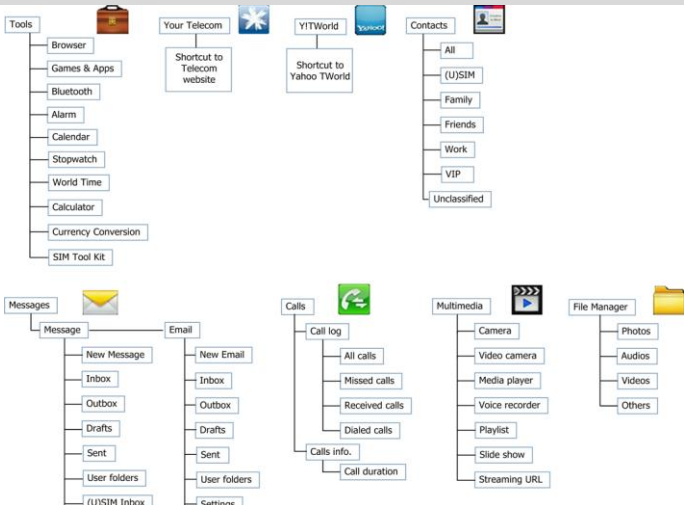 Tools
Browser
Games & Apps
Bluetooth
Alarm
Calendar
Stopwatch
World Time
Calculator
Currency Conversion
SIM Tool Kit
Your Telecom
Shortcut to
Telecom
website
Y!TWorld
YAHOO!
Shortcut to
Yahoo TWorld
Contacts
All
(U)SIM
Family
Friends
Work
VIP
Unclassified
Messages
Message
New Message
Inbox
Outbox
Drafts
Sent
User folders
(U)SIM Inbox
Email
New Email
Inbox
Outbox
Drafts
Sent
User folders
Settings
Calls
Call log
All calls
Missed calls
Received calls
Dialed calls
Calls info.
Call duration
Multimedia
Camera
Video camera
Media player
Voice recorder
Playlist
Slide show
Streaming URL
File Manager
Photos
Audios
Videos
Others